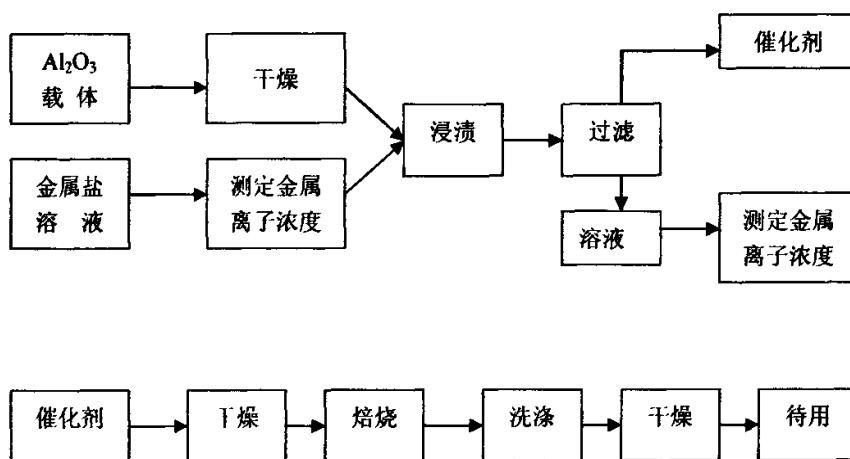 Al₂O₃
载 体
干燥
金属盐
溶 液
测定金属
离子浓度
浸渍
过滤
催化剂
溶液
测定金属
离子浓度
催化剂
干燥
焙烧
洗涤
干燥
待用